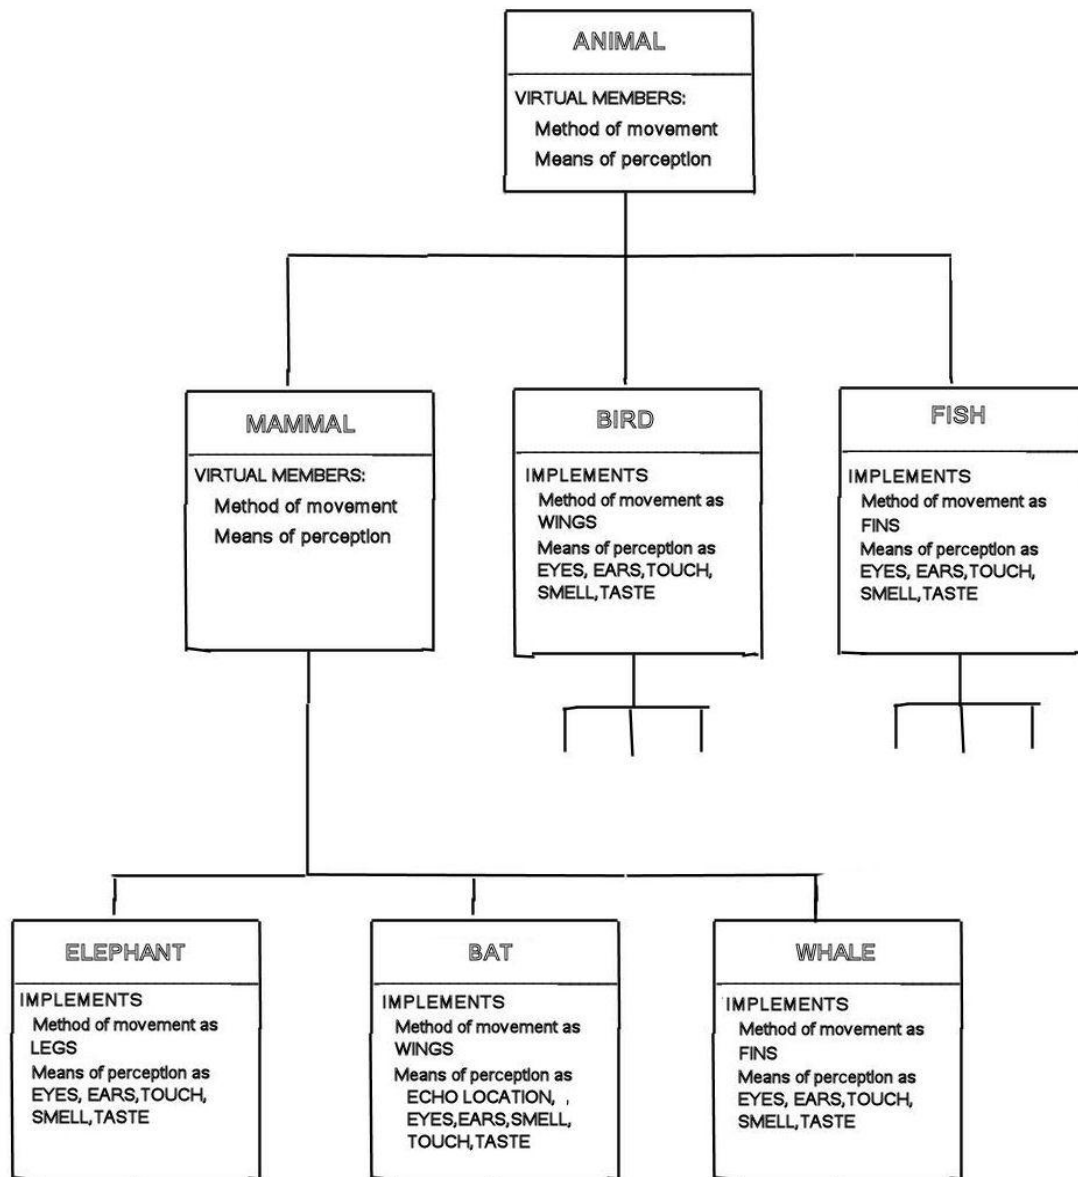 ANIMAL
VIRTUAL MEMBERS:
Method of movement
Means of perception
MAMMAL
VIRTUAL MEMBERS:
Method of movement
Means of perception
BIRD
IMPLEMENTS
Method of movement as
WINGS
Means of perception as
EYES, EARS,TOUCH,
SMELL,TASTE
FISH
IMPLEMENTS
Method of movement as
FINS
Means of perception as
EYES, EARS,TOUCH,
SMELL,TASTE
ELEPHANT
IMPLEMENTS
Method of movement as
LEGS
Means of perception as
EYES, EARS,TOUCH,
SMELL,TASTE
BAT
IMPLEMENTS
Method of movement as
WINGS
Means of perception as
ECHO LOCATION, ,
EYES,EARS,SMELL,
TOUCH,TASTE
WHALE
IMPLEMENTS
Method of movement as
FINS
Means of perception as
EYES, EARS,TOUCH,
SMELL,TASTE